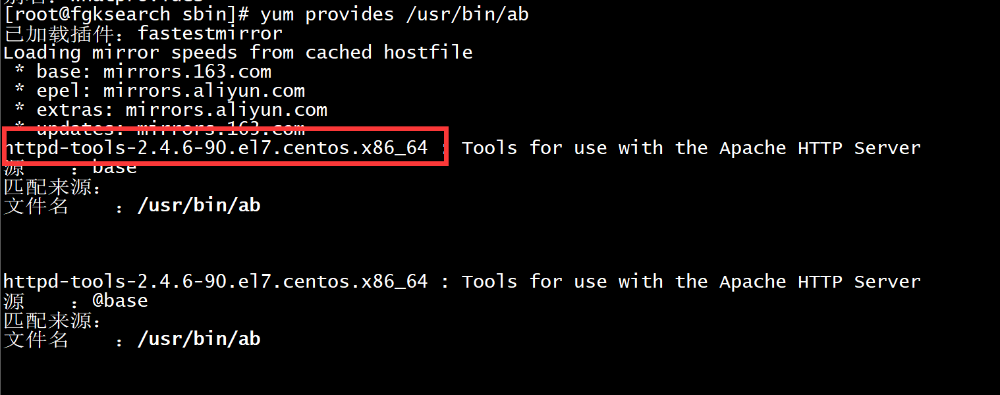 [root@fgksearch sbin]# yum provides /usr/bin/ab
已加载插件：fastestmirror
Loading mirror speeds from cached hostfile
 * base: mirrors.163.com
 * epel: mirrors.aliyun.com
 * extras: mirrors.aliyun.com
 * updates: mirrors.163.com
httpd-tools-2.4.6-90.el7.centos.x86_64 : Tools for use with the Apache HTTP Server
源    ：base
匹配来源：
文件名    ：/usr/bin/ab
httpd-tools-2.4.6-90.el7.centos.x86_64 : Tools for use with the Apache HTTP Server
源    ：@base
匹配来源：
文件名    ：/usr/bin/ab